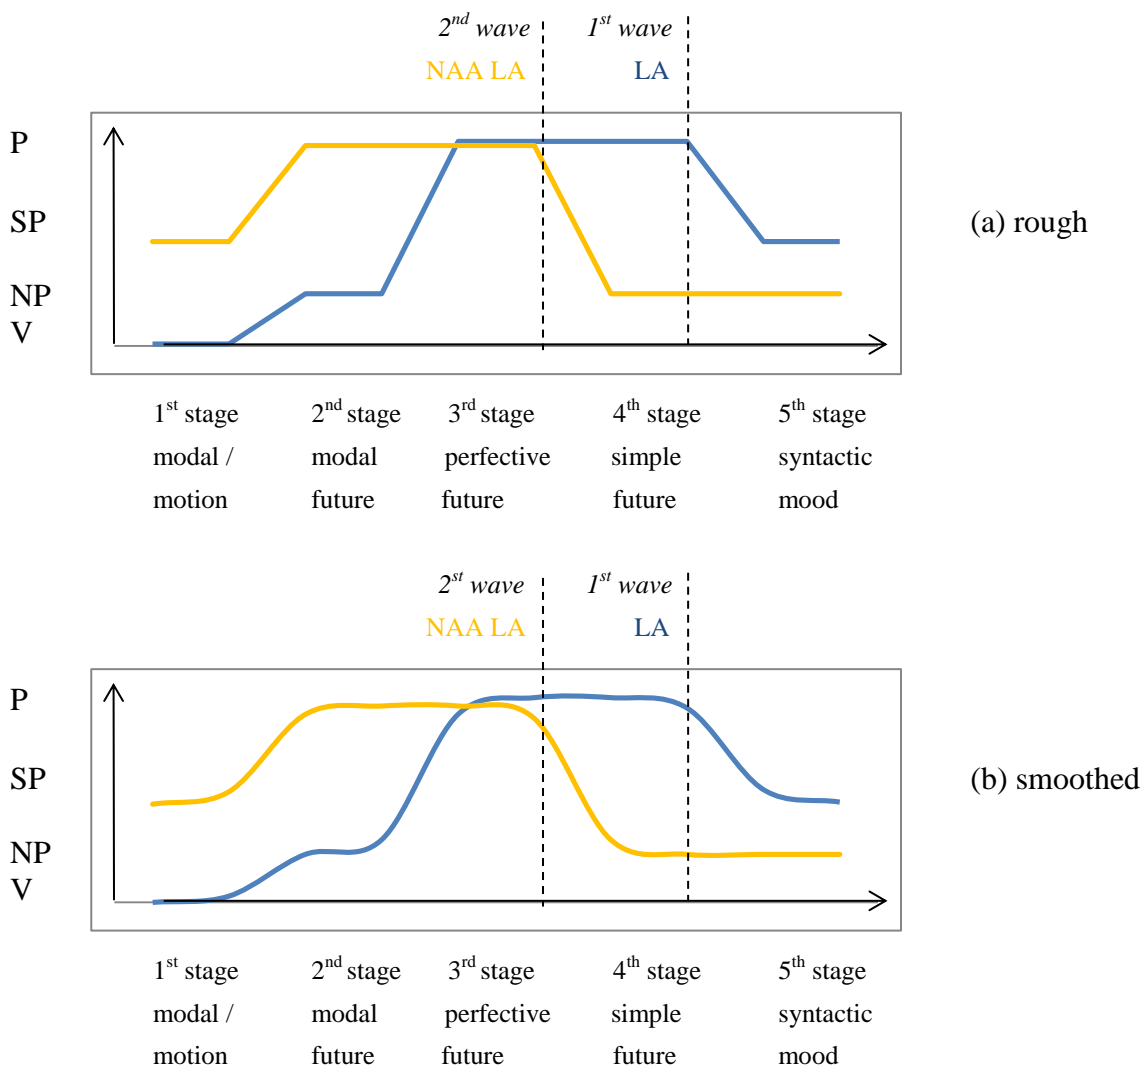 2nd wave 1st wave
NAA LA LA
P
SP
NP
V
(a) rough
1st stage 2nd stage 3rd stage 4th stage 5th stage
modal / modal perfective simple syntactic
motion future future future mood
2st wave 1st wave
NAA LA LA
P
SP
NP
V
(b) smoothed
1st stage 2nd stage 3rd stage 4th stage 5th stage
modal / modal perfective simple syntactic
motion future future future mood